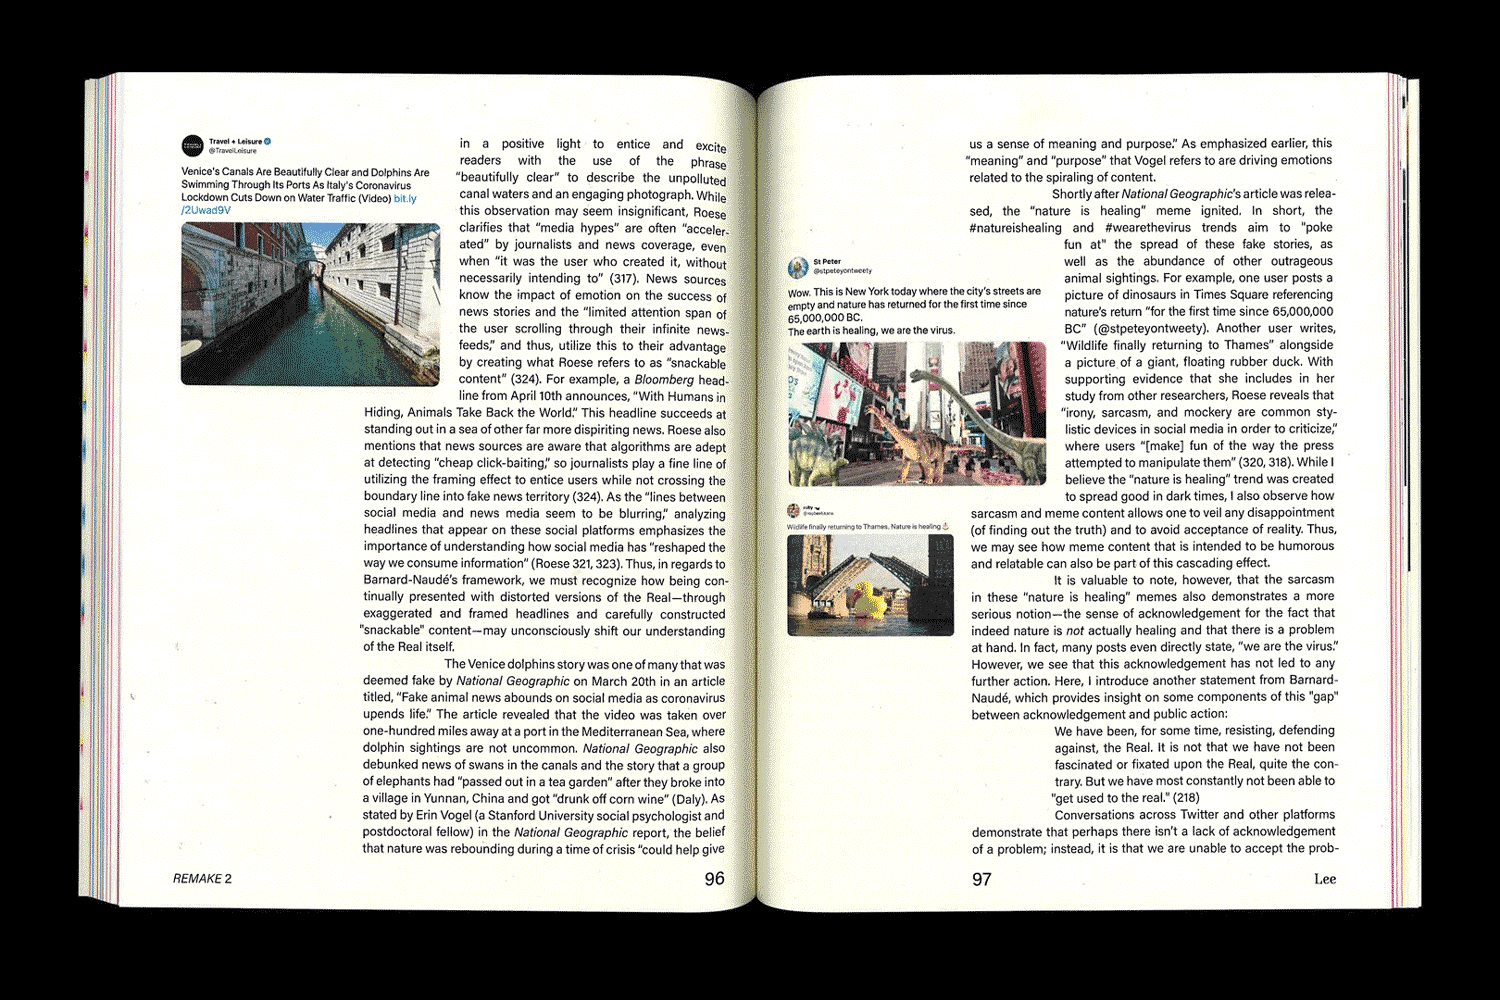 Travel + Leisure
@TravelLeisure
Venice's Canals Are Beautifully Clear and Dolphins Are
Swimming Through Its Ports As Italy's Coronavirus
Lockdown Cuts Down on Water Traffic (Video) bit.ly
/2Uwad9V
in a positive light to entice and excite
readers with the use of the phrase
"beautifully clear" to describe the unpolluted
canal waters and an engaging photograph. While
this observation may seem insignificant, Roese
clarifies that "media hypes" are often "acceler-
ated" by journalists and news coverage, even
when "it was the user who created it, without
necessarily intending to" (317). News sources
know the impact of emotion on the success of
news stories and the "limited attention span of
the user scrolling through their infinite news-
feeds," and thus, utilize this to their advantage
by creating what Roese refers to as "snackable
content" (324). For example, a Bloomberg head-
line from April 10th announces, "With Humans in
Hiding, Animals Take Back the World." This headline succeeds at
standing out in a sea of other far more dispiriting news. Roese also
mentions that news sources are aware that algorithms are adept
at detecting "cheap click-baiting," so journalists play a fine line of
utilizing the framing effect to entice users while not crossing the
boundary line into fake news territory (324). As the "lines between
social media and news media seem to be blurring," analyzing
headlines that appear on these social platforms emphasizes the
importance of understanding how social media has "reshaped the
way we consume information" (Roese 321, 323). Thus, in regards to
Barnard-Naudé's framework, we must recognize how being con-
tinually presented with distorted versions of the Real—through
exaggerated and framed headlines and carefully constructed
"snackable" content—may unconsciously shift our understanding
of the Real itself.
The Venice dolphins story was one of many that was
deemed fake by National Geographic on March 20th in an article
titled, "Fake animal news abounds on social media as coronavirus
upends life." The article revealed that the video was taken over
one-hundred miles away at a port in the Mediterranean Sea, where
dolphin sightings are not uncommon. National Geographic also
debunked news of swans in the canals and the story that a group
of elephants had "passed out in a tea garden" after they broke into
a village in Yunnan, China and got "drunk off corn wine" (Daly). As
stated by Erin Vogel (a Stanford University social psychologist and
postdoctoral fellow) in the National Geographic report, the belief
that nature was rebounding during a time of crisis "could help give
REMAKE 2
96
us a sense of meaning and purpose." As emphasized earlier, this
"meaning" and "purpose" that Vogel refers to are driving emotions
related to the spiraling of content.
Shortly after National Geographic's article was relea-
sed, the "nature is healing" meme ignited. In short, the
#natureishealing and #wearethevirus trends aim to "poke
fun at" the spread of these fake stories, as
well as the abundance of other outrageous
animal sightings. For example, one user posts a
picture of dinosaurs in Times Square referencing
nature's return "for the first time since 65,000,000
BC" (@stpeteyontweety). Another user writes,
"Wildlife finally returning to Thames" alongside
a picture of a giant, floating rubber duck. With
supporting evidence that she includes in her
study from other researchers, Roese reveals that
"irony, sarcasm, and mockery are common sty-
listic devices in social media in order to criticize,"
where users "[make] fun of the way the press
attempted to manipulate them" (320, 318). While I
believe the "nature is healing" trend was created
to spread good in dark times, I also observe how
sarcasm and meme content allows one to veil any disappointment
(of finding out the truth) and to avoid acceptance of reality. Thus,
we may see how meme content that is intended to be humorous
and relatable can also be part of this cascading effect.
It is valuable to note, however, that the sarcasm
in these "nature is healing" memes also demonstrates a more
serious notion—the sense of acknowledgement for the fact that
indeed nature is not actually healing and that there is a problem
at hand. In fact, many posts even directly state, "we are the virus."
However, we see that this acknowledgement has not led to any
further action. Here, I introduce another statement from Barnard-
Naudé, which provides insight on some components of this "gap"
between acknowledgement and public action:
We have been, for some time, resisting, defending
against, the Real. It is not that we have not been
fascinated or fixated upon the Real, quite the con-
trary. But we have most constantly not been able to
"get used to the real." (218)
Conversations across Twitter and other platforms
demonstrate that perhaps there isn't a lack of acknowledgement
of a problem; instead, it is that we are unable to accept the prob-
St Peter
@stpeteyontweety
Wow. This is New York today where the city's streets are
empty and nature has returned for the first time since
65,000,000 BC.
The earth is healing, we are the virus.
Wildlife finally returning to Thames. Nature is healing
97
Lee